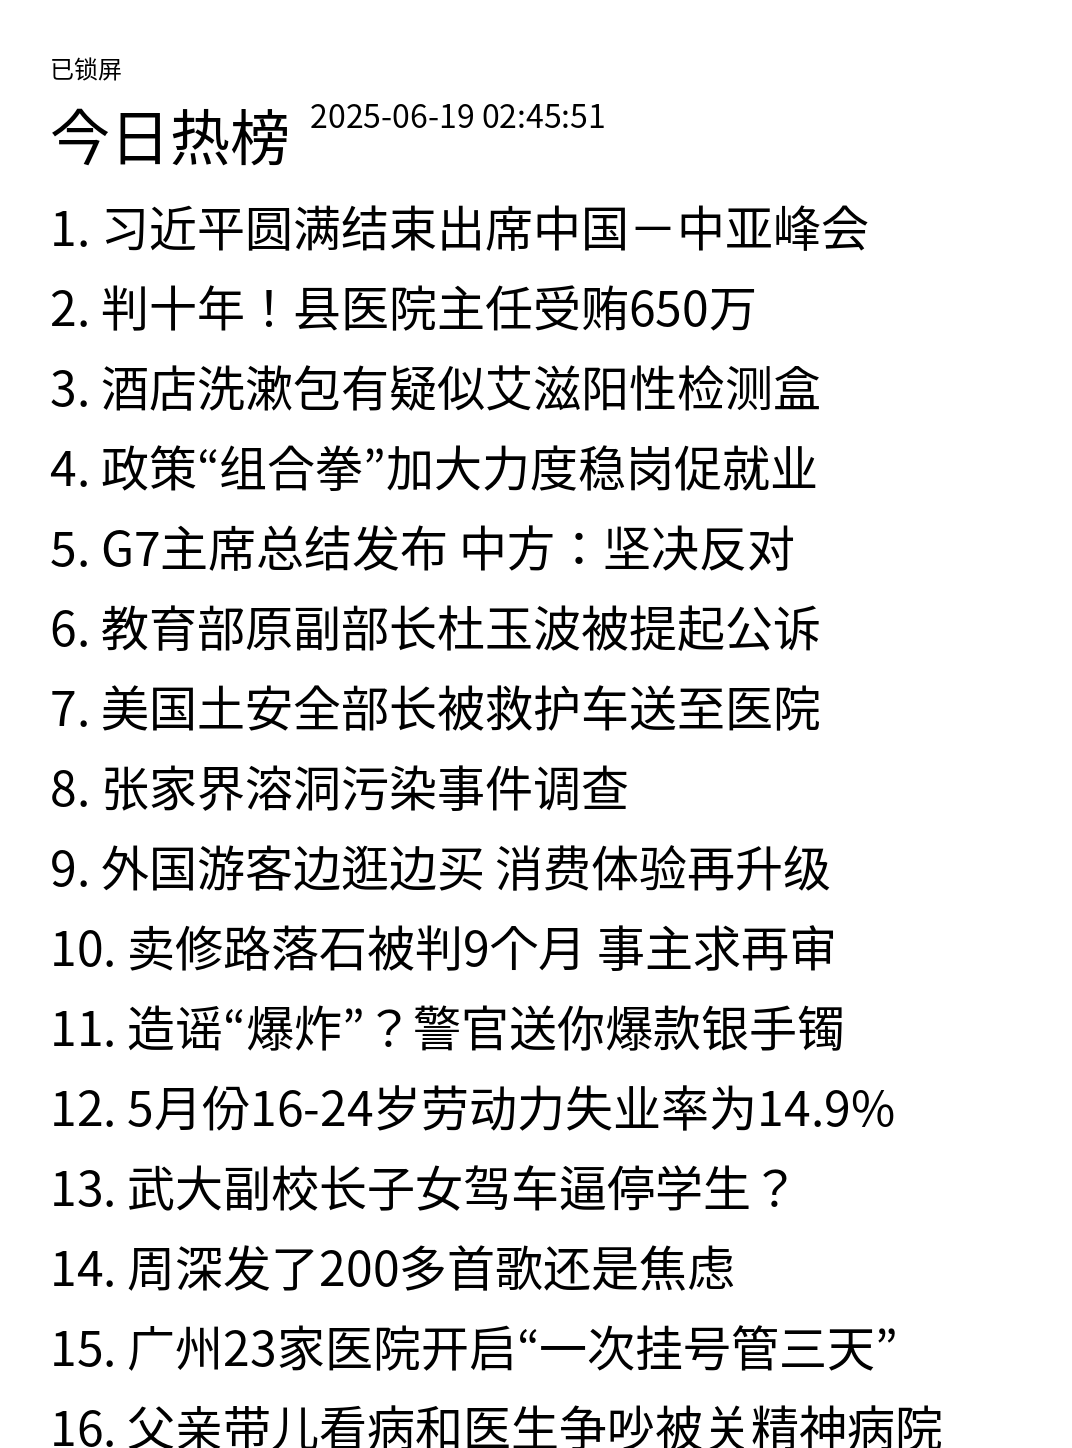 已锁屏
今日热榜 2025-06-19 02:45:51
1. 习近平圆满结束出席中国－中亚峰会
2. 判十年！县医院主任受贿650万
3. 酒店洗漱包有疑似艾滋阳性检测盒
4. 政策“组合拳”加大力度稳岗促就业
5. G7主席总结发布 中方：坚决反对
6. 教育部原副部长杜玉波被提起公诉
7. 美国土安全部长被救护车送至医院
8. 张家界溶洞污染事件调查
9. 外国游客边逛边买 消费体验再升级
10. 卖修路落石被判9个月 事主求再审
11. 造谣“爆炸”？警官送你爆款银手镯
12. 5月份16-24岁劳动力失业率为14.9%
13. 武大副校长子女驾车逼停学生？
14. 周深发了200多首歌还是焦虑
15. 广州23家医院开启“一次挂号管三天”
16. 父亲带儿看病和医生争吵被关精神病院